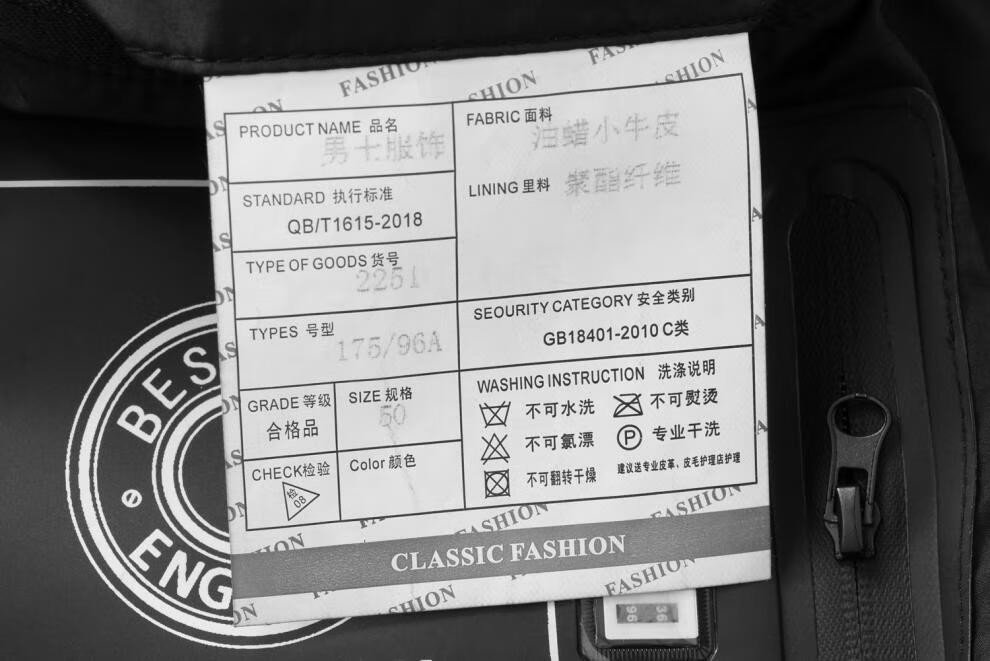 FASHION
FASHION
FASHION
FASHION
PRODUCT NAME 品名
男士服饰
STANDARD 执行标准
QB/T1615-2018
TYPE OF GOODS 货号
2251
TYPES 号型
175/96A
GRADE 等级
合格品
SIZE 规格
50
CHECK检验
检
08
Color 颜色
FABRIC 面料
油蜡小牛皮
LINING 里料 聚酯纤维
SEOURITY CATEGORY 安全类别
GB18401-2010 C类
WASHING INSTRUCTION 洗涤说明
不可水洗
不可熨烫
不可氯漂
P 专业干洗
不可翻转干燥
建议送专业皮革、皮毛护理店护理
FASHION
FASHION
CLASSIC FASHION
FASHION
FASHION
BES
ENG
36
96